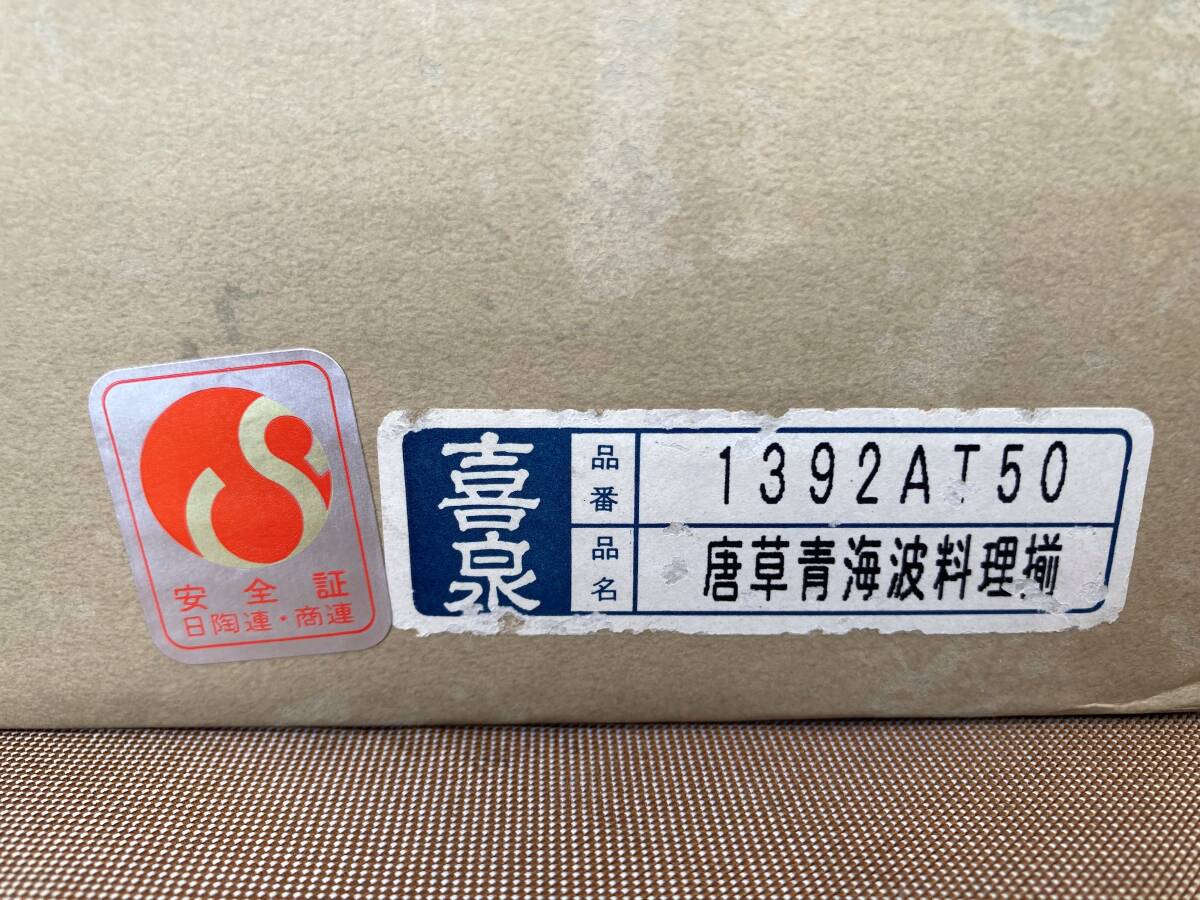 安全証
日陶連・商連
喜泉
品番
1392AT50
品名
唐草青海波料理揃